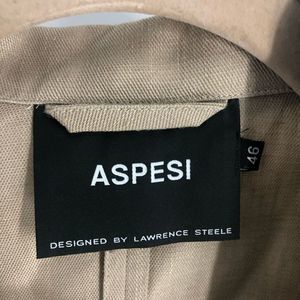 ASPESI
DESIGNED BY LAWRENCE STEELE
46